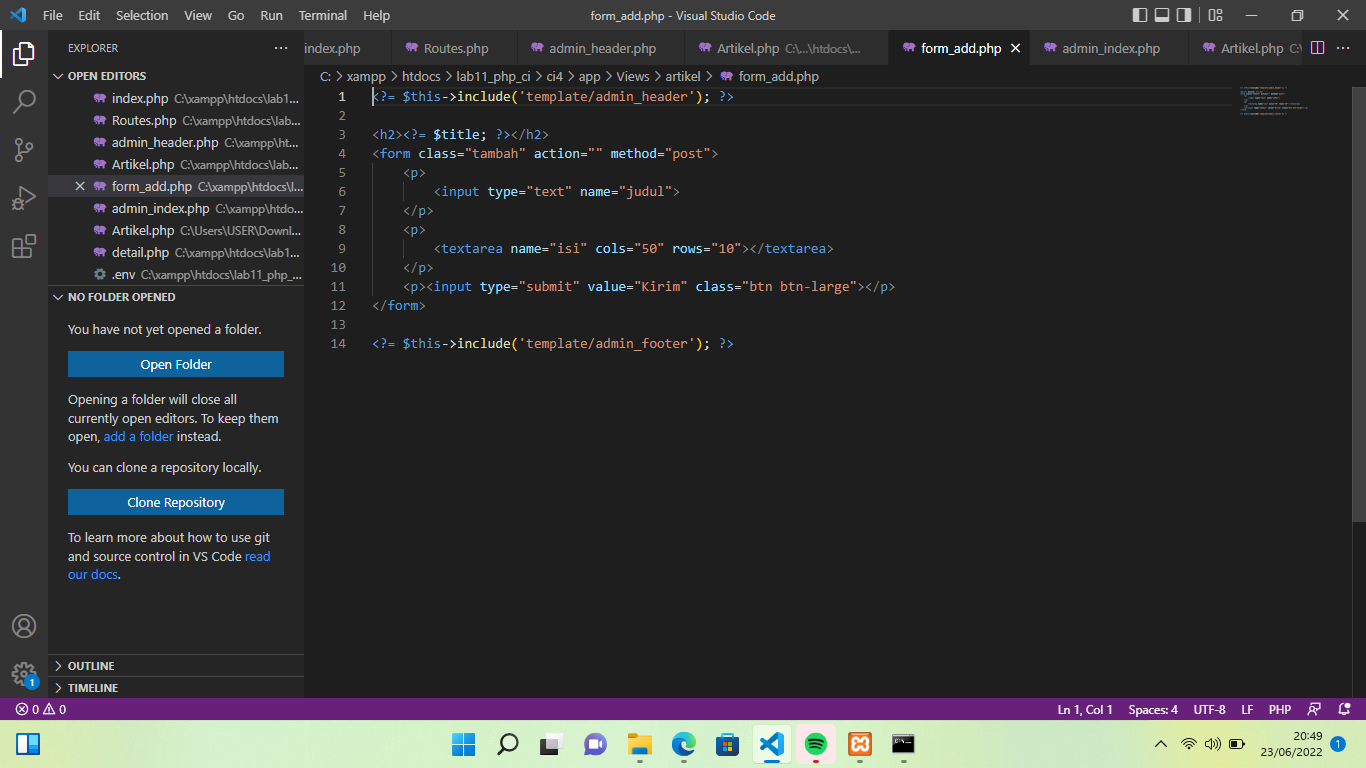 File Edit Selection View Go Run Terminal Help
form_add.php - Visual Studio Code
EXPLORER
index.php Routes.php admin_header.php Artikel.php C:\...\htdocs\... form_add.php admin_index.php Artikel.php C:\
OPEN EDITORS
index.php C:\xampp\htdocs\lab1...
Routes.php C:\xampp\htdocs\lab...
admin_header.php C:\xampp\ht...
Artikel.php C:\xampp\htdocs\lab...
form_add.php C:\xampp\htdocs\l...
admin_index.php C:\xampp\htdo...
Artikel.php C:\Users\USER\Downl...
detail.php C:\xampp\htdocs\lab1...
.env C:\xampp\htdocs\lab11_php_...
NO FOLDER OPENED
You have not yet opened a folder.
Open Folder
Opening a folder will close all
currently open editors. To keep them
open, add a folder instead.
You can clone a repository locally.
Clone Repository
To learn more about how to use git
and source control in VS Code read
our docs.
OUTLINE
TIMELINE
C: > xampp > htdocs > lab11_php_ci > ci4 > app > Views > artikel > form_add.php
1 <?= $this->include('template/admin_header'); ?>
2
3 <h2><?= $title; ?></h2>
4 <form class="tambah" action="" method="post">
5 <p>
6 <input type="text" name="judul">
7 </p>
8 <p>
9 <textarea name="isi" cols="50" rows="10"></textarea>
10 </p>
11 <p><input type="submit" value="Kirim" class="btn btn-large"></p>
12 </form>
13
14 <?= $this->include('template/admin_footer'); ?>
1
0 0
Ln 1, Col 1 Spaces: 4 UTF-8 LF PHP
20:49
23/06/2022
1